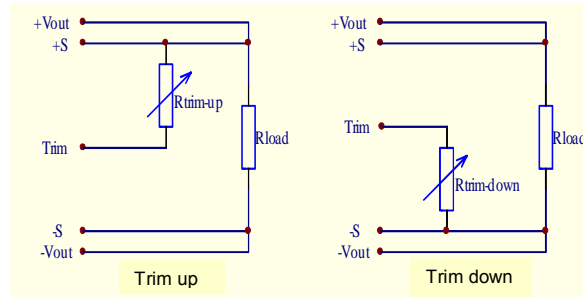 +Vout
+S
Rtrim-up
Trim
Rload
-S
-Vout
Trim up
+Vout
+S
Trim
Rload
Rtrim-down
-S
-Vout
Trim down